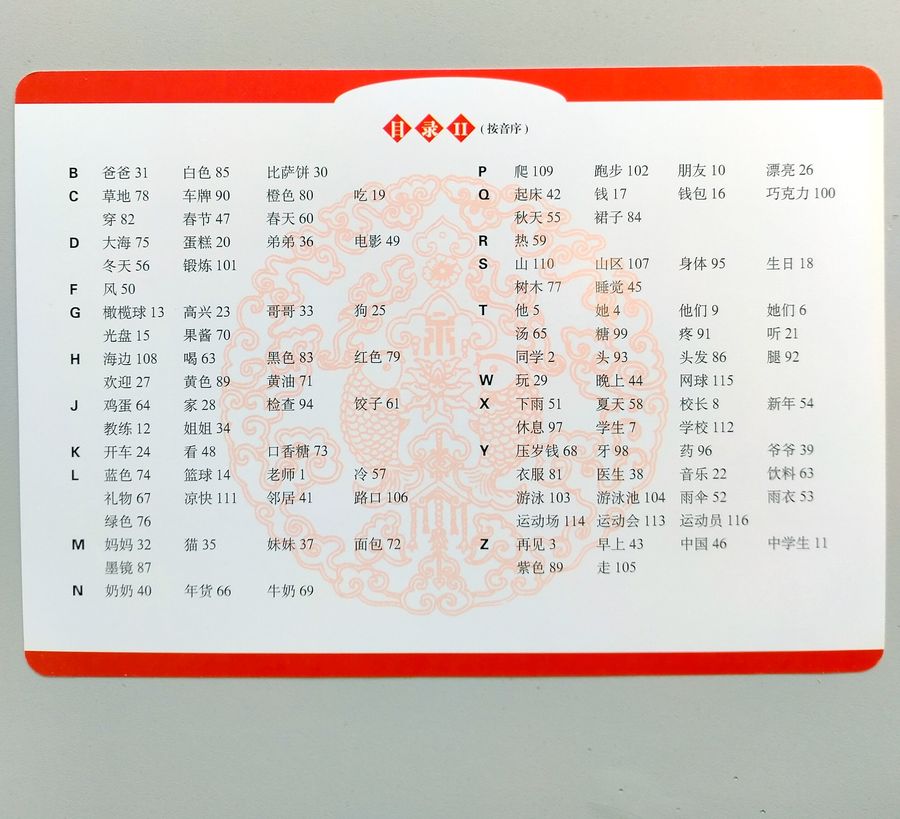 目录 II (按音序)
B 爸爸 31 白色 85 比萨饼 30
C 草地 78 车牌 90 橙色 80 吃 19
穿 82 春节 47 春天 60
D 大海 75 蛋糕 20 弟弟 36 电影 49
冬天 56 锻炼 101
F 风 50
G 橄榄球 13 高兴 23 哥哥 33 狗 25
光盘 15 果酱 70
H 海边 108 喝 63 黑色 83 红色 79
欢迎 27 黄色 89 黄油 71
J 鸡蛋 64 家 28 检查 94 饺子 61
教练 12 姐姐 34
K 开车 24 看 48 口香糖 73
L 蓝色 74 篮球 14 老师 1 冷 57
礼物 67 凉快 111 邻居 41 路口 106
绿色 76
M 妈妈 32 猫 35 妹妹 37 面包 72
墨镜 87
N 奶奶 40 年货 66 牛奶 69
P 爬 109 跑步 102 朋友 10 漂亮 26
Q 起床 42 钱 17 钱包 16 巧克力 100
秋天 55 裙子 84
R 热 59
S 山 110 山区 107 身体 95 生日 18
树木 77 睡觉 45
T 他 5 她 4 他们 9 她们 6
汤 65 糖 99 疼 91 听 21
同学 2 头 93 头发 86 腿 92
W 玩 29 晚上 44 网球 115
X 下雨 51 夏天 58 校长 8 新年 54
休息 97 学生 7 学校 112
Y 压岁钱 68 牙 98 药 96 爷爷 39
衣服 81 医生 38 音乐 22 饮料 63
游泳 103 游泳池 104 雨伞 52 雨衣 53
运动场 114 运动会 113 运动员 116
Z 再见 3 早上 43 中国 46 中学生 11
紫色 89 走 105